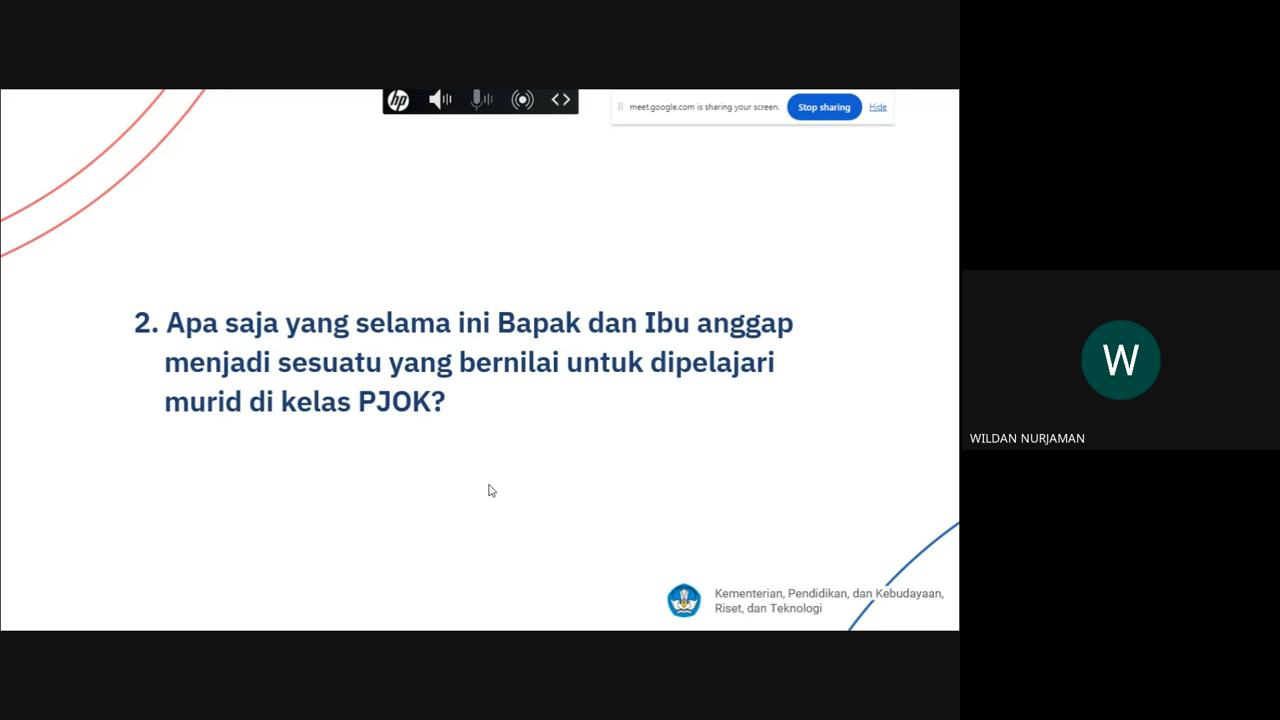 hp
meet.google.com is sharing your screen.
Stop sharing
Hide
2. Apa saja yang selama ini Bapak dan Ibu anggap
menjadi sesuatu yang bernilai untuk dipelajari
murid di kelas PJOK?
W
WILDAN NURJAMAN
Kementerian, Pendidikan, dan Kebudayaan,
Riset, dan Teknologi